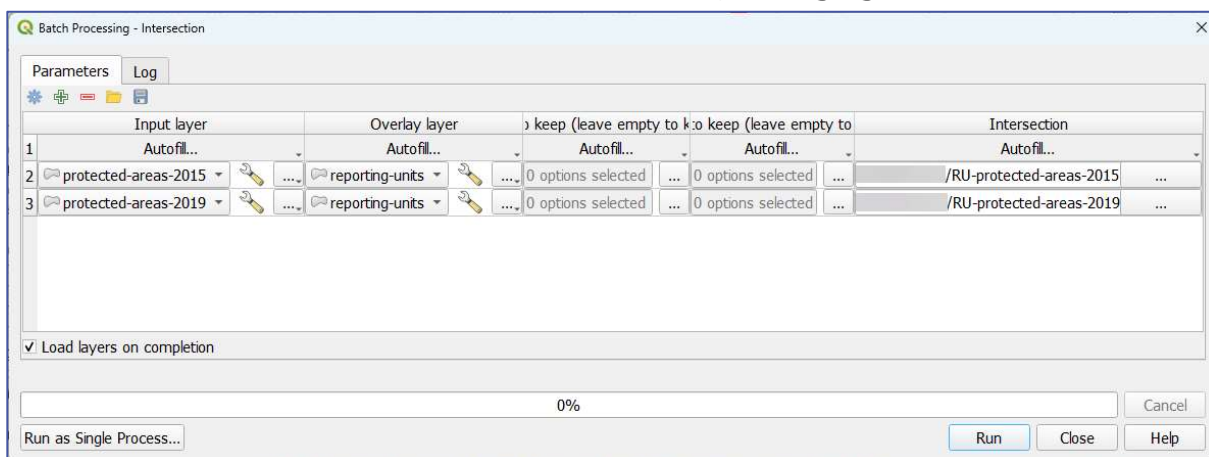 Batch Processing - Intersection
Parameters Log
Input layer Overlay layer keep (leave empty to k to keep (leave empty to Intersection
1 Autofill... Autofill... Autofill... Autofill... Autofill...
2 protected-areas-2015 ... reporting-units ... 0 options selected ... 0 options selected ... /RU-protected-areas-2015 ...
3 protected-areas-2019 ... reporting-units ... 0 options selected ... 0 options selected ... /RU-protected-areas-2019 ...
Load layers on completion
0% Cancel
Run as Single Process... Run Close Help